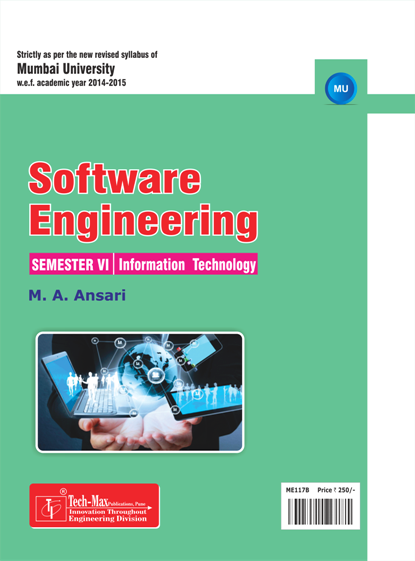 Strictly as per the new revised syllabus of
Mumbai University
w.e.f. academic year 2014-2015
MU
Software
Engineering
SEMESTER VI Information Technology
M. A. Ansari
® Tech-Max Publications, Pune
Innovation Throughout
Engineering Division
ME117B Price ₹ 250/-